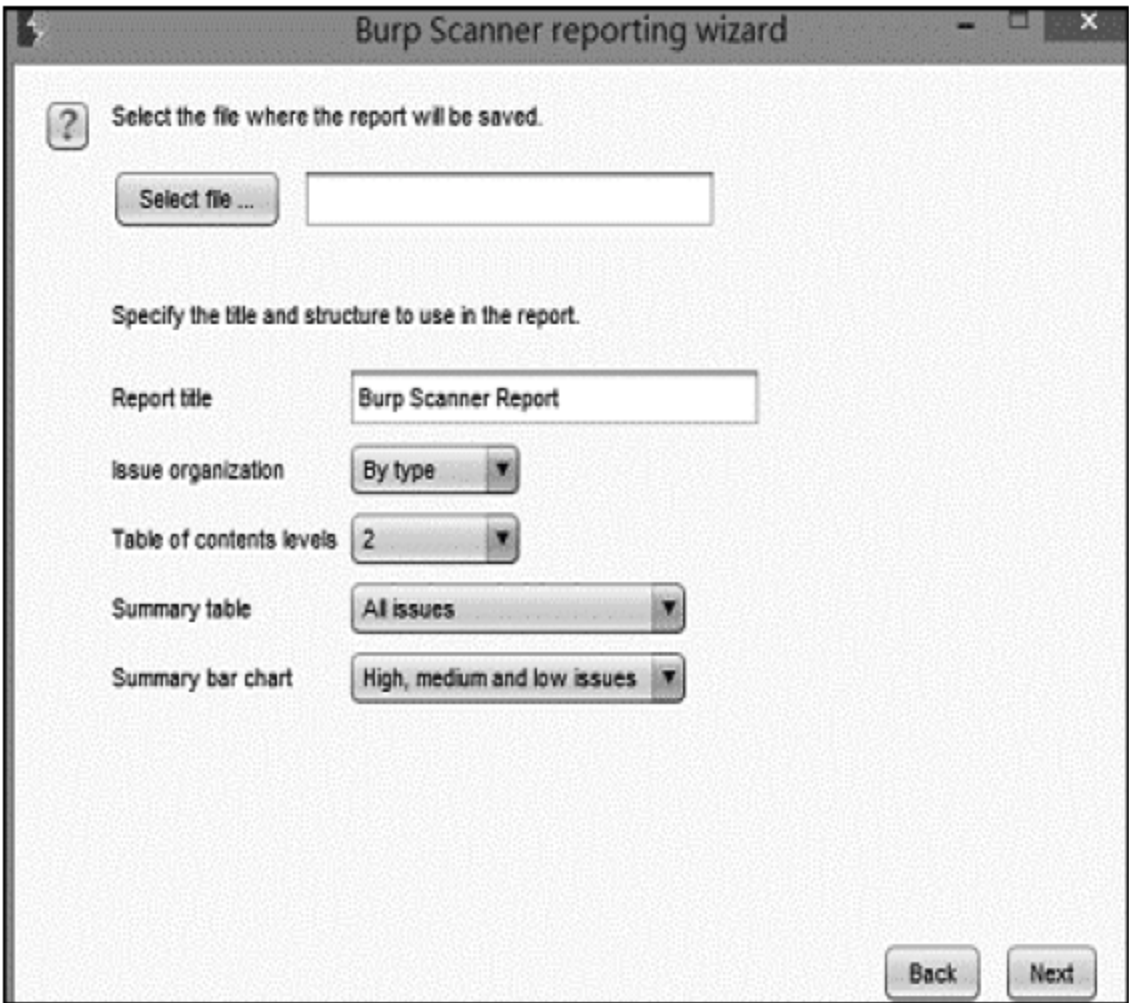 Burp Scanner reporting wizard
? Select the file where the report will be saved.
Select file ...
Specify the title and structure to use in the report.
Report title Burp Scanner Report
Issue organization By type
Table of contents levels 2
Summary table All issues
Summary bar chart High, medium and low issues
Back Next